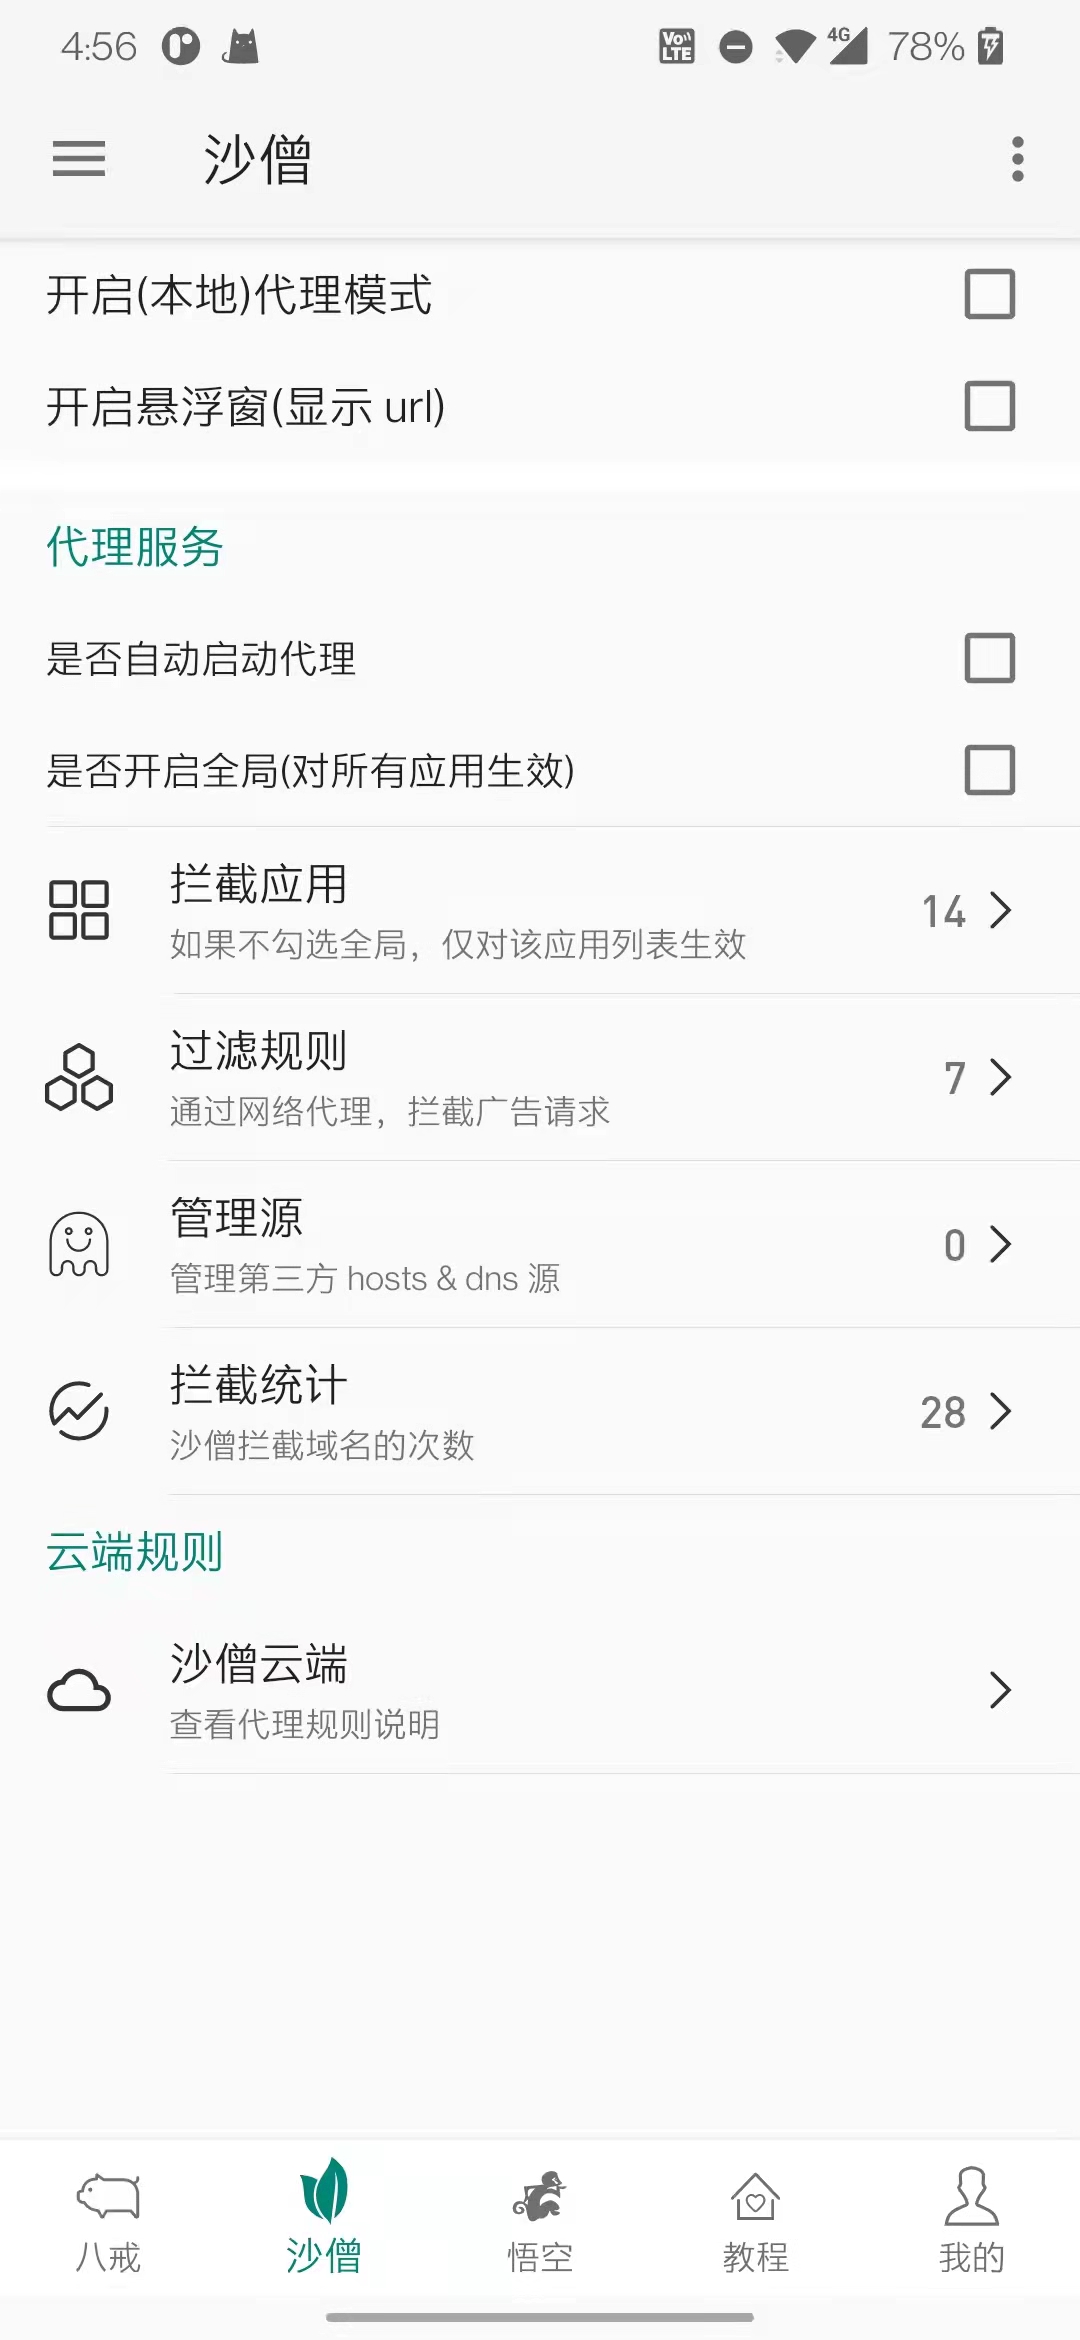 4:56 VoLTE 4G 78%
沙僧
开启(本地)代理模式
开启悬浮窗(显示 url)
代理服务
是否自动启动代理
是否开启全局(对所有应用生效)
拦截应用
如果不勾选全局，仅对该应用列表生效
14
过滤规则
通过网络代理，拦截广告请求
7
管理源
管理第三方 hosts & dns 源
0
拦截统计
沙僧拦截域名的次数
28
云端规则
沙僧云端
查看代理规则说明
八戒 沙僧 悟空 教程 我的